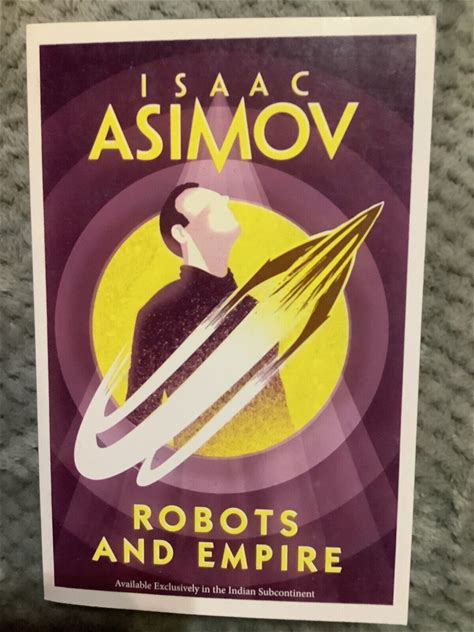 ISAAC
ASIMOV
ROBOTS
AND EMPIRE
Available Exclusively in the Indian Subcontinent